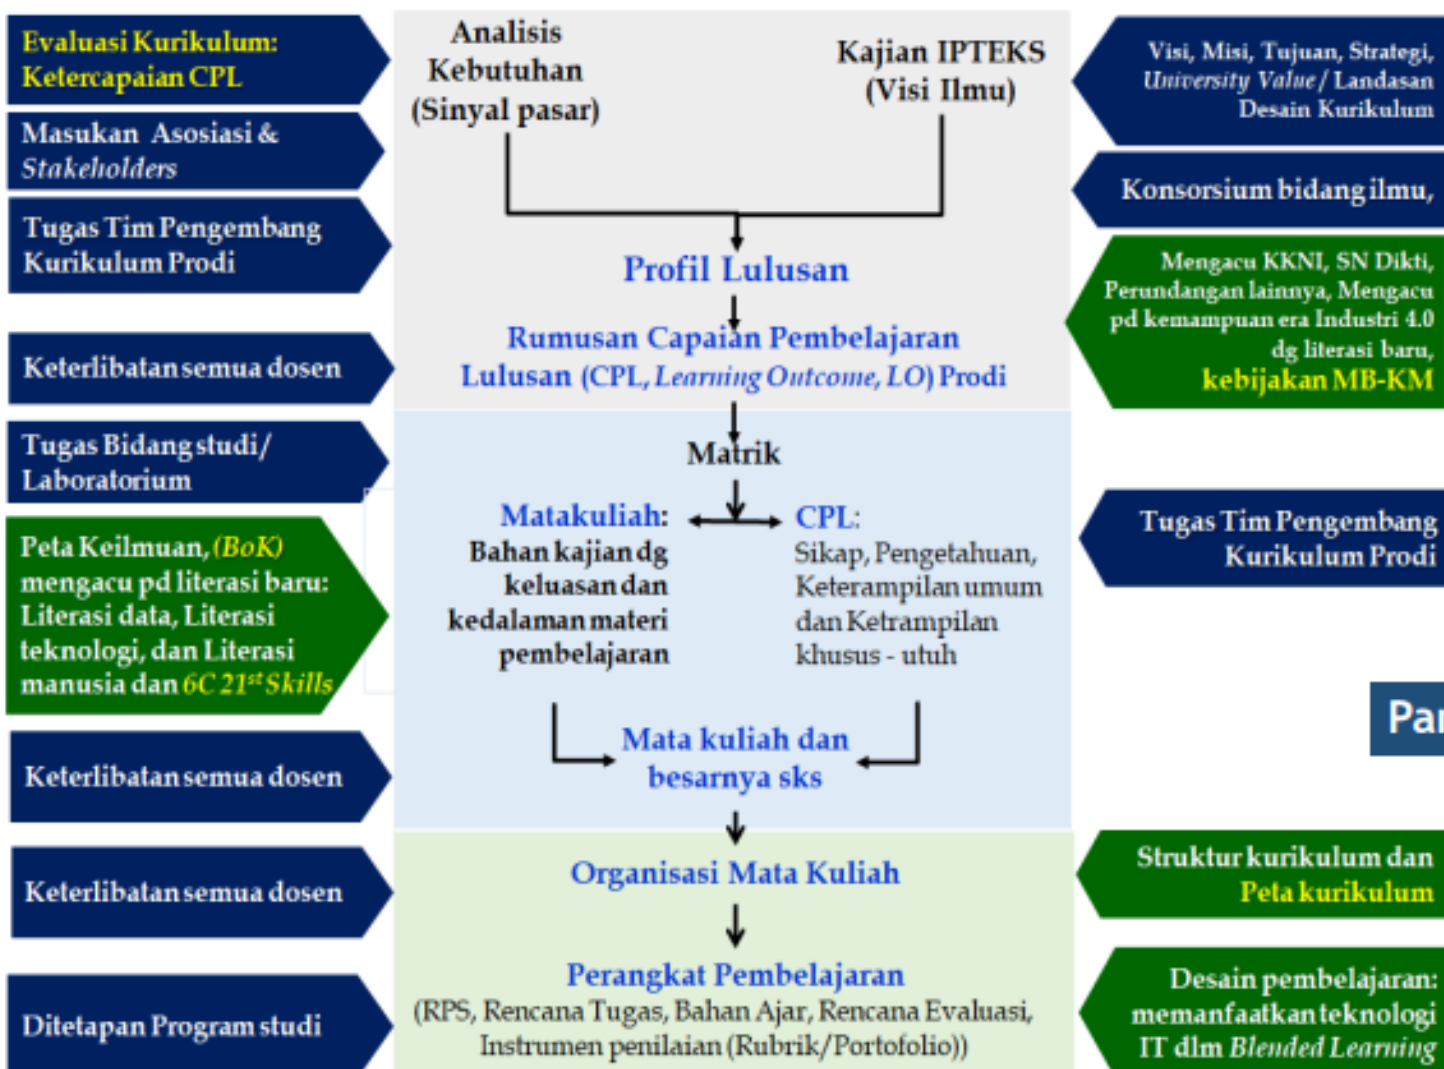 Evaluasi Kurikulum:
Ketercapaian CPL
Masukan Asosiasi &
Stakeholders
Tugas Tim Pengembang
Kurikulum Prodi
Keterlibatan semua dosen
Tugas Bidang studi/
Laboratorium
Peta Keilmuan, (BoK)
mengacu pd literasi baru:
Literasi data, Literasi
teknologi, dan Literasi
manusia dan 6C 21st Skills
Keterlibatan semua dosen
Keterlibatan semua dosen
Ditetapan Program studi
Analisis
Kebutuhan
(Sinyal pasar)
Kajian IPTEKS
(Visi Ilmu)
Profil Lulusan
Rumusan Capaian Pembelajaran
Lulusan (CPL, Learning Outcome, LO) Prodi
Matrik
Matakuliah:
Bahan kajian dg
keluasan dan
kedalaman materi
pembelajaran
CPL:
Sikap, Pengetahuan,
Keterampilan umum
dan Ketrampilan
khusus - utuh
Mata kuliah dan
besarnya sks
Organisasi Mata Kuliah
Perangkat Pembelajaran
(RPS, Rencana Tugas, Bahan Ajar, Rencana Evaluasi,
Instrumen penilaian (Rubrik/Portofolio))
Visi, Misi, Tujuan, Strategi,
University Value / Landasan
Desain Kurikulum
Konsorsium bidang ilmu,
Mengacu KKNI, SN Dikti,
Perundangan lainnya, Mengacu
pd kemampuan era Industri 4.0
dg literasi baru,
kebijakan MB-KM
Tugas Tim Pengembang
Kurikulum Prodi
Struktur kurikulum dan
Peta kurikulum
Desain pembelajaran:
memanfaatkan teknologi
IT dlm Blended Learning